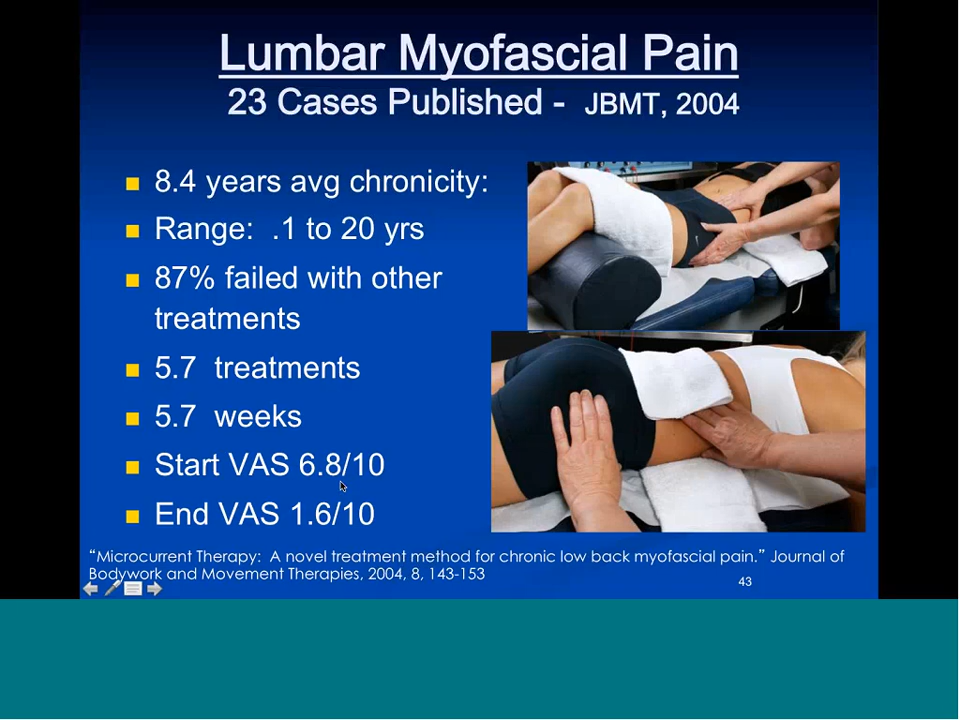 Lumbar Myofascial Pain
23 Cases Published - JBMT, 2004
8.4 years avg chronicity:
Range: .1 to 20 yrs
87% failed with other
treatments
5.7 treatments
5.7 weeks
Start VAS 6.8/10
End VAS 1.6/10
“Microcurrent Therapy: A novel treatment method for chronic low back myofascial pain.” Journal of
Bodywork and Movement Therapies, 2004, 8, 143-153
43